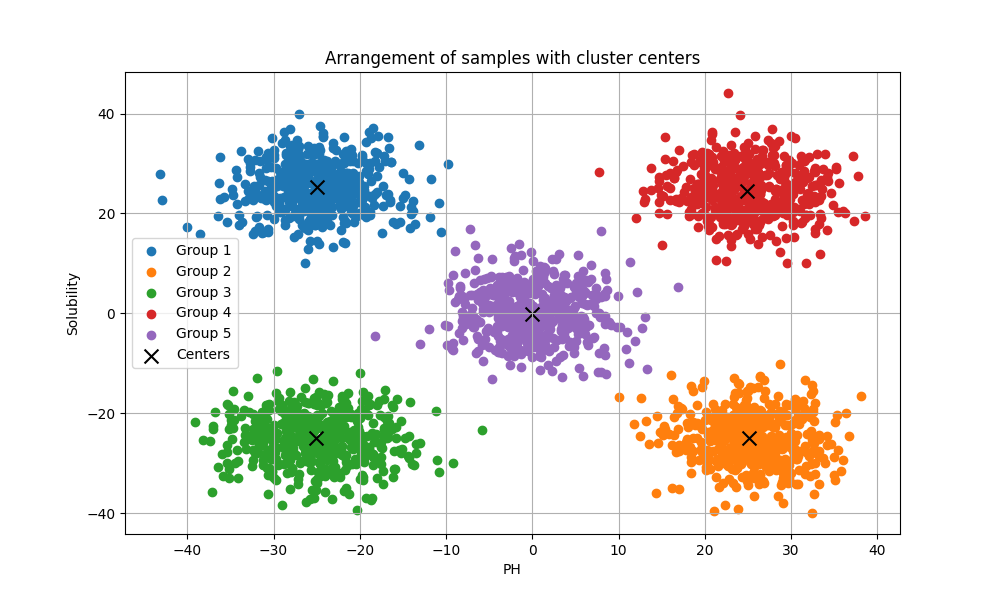 Arrangement of samples with cluster centers
Solubility
40
20
0
−20
−40
Group 1
Group 2
Group 3
Group 4
Group 5
Centers
−40 −30 −20 −10 0 10 20 30 40
PH